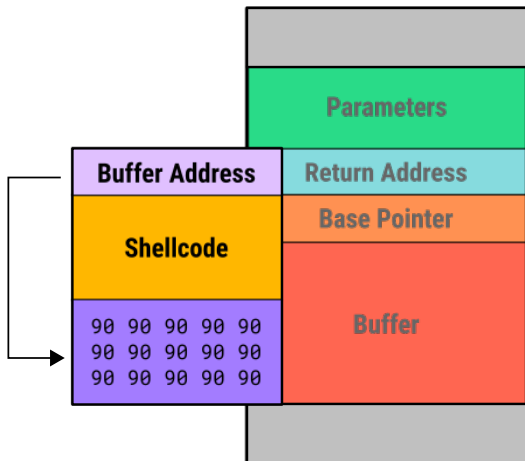 Parameters
Buffer Address
Return Address
Base Pointer
Shellcode
Buffer
90 90 90 90 90
90 90 90 90 90
90 90 90 90 90